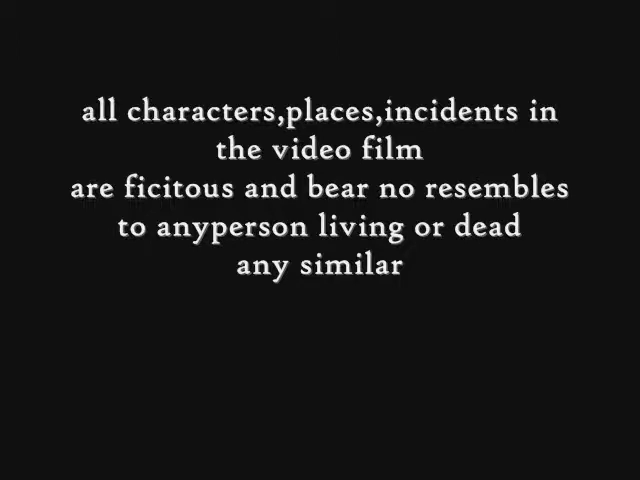 all characters,places,incidents in
the video film
are ficitous and bear no resembles
to anyperson living or dead
any similar